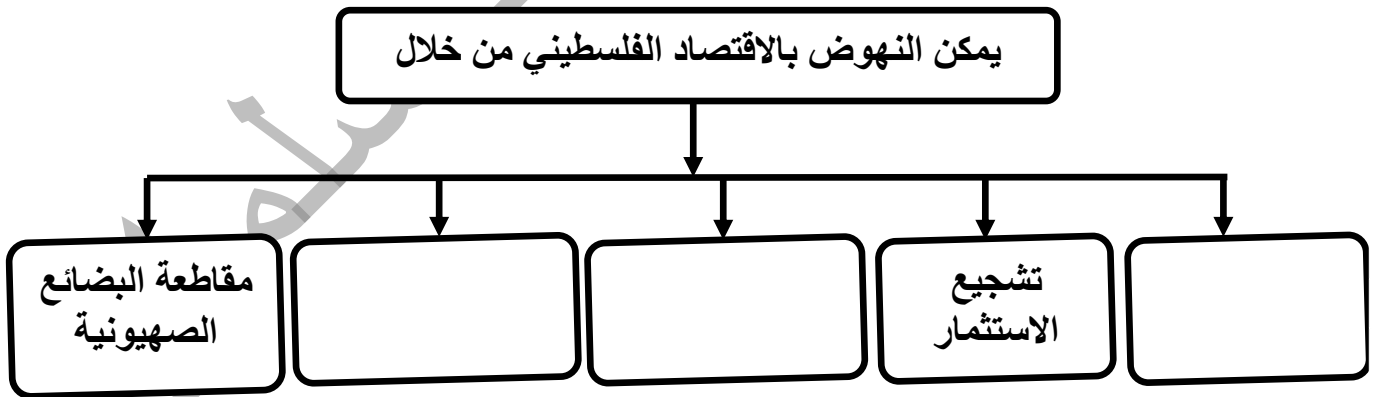 يمكن النهوض بالاقتصاد الفلسطيني من خلال
تشجيع
الاستثمار
مقاطعة البضائع
الصهيونية